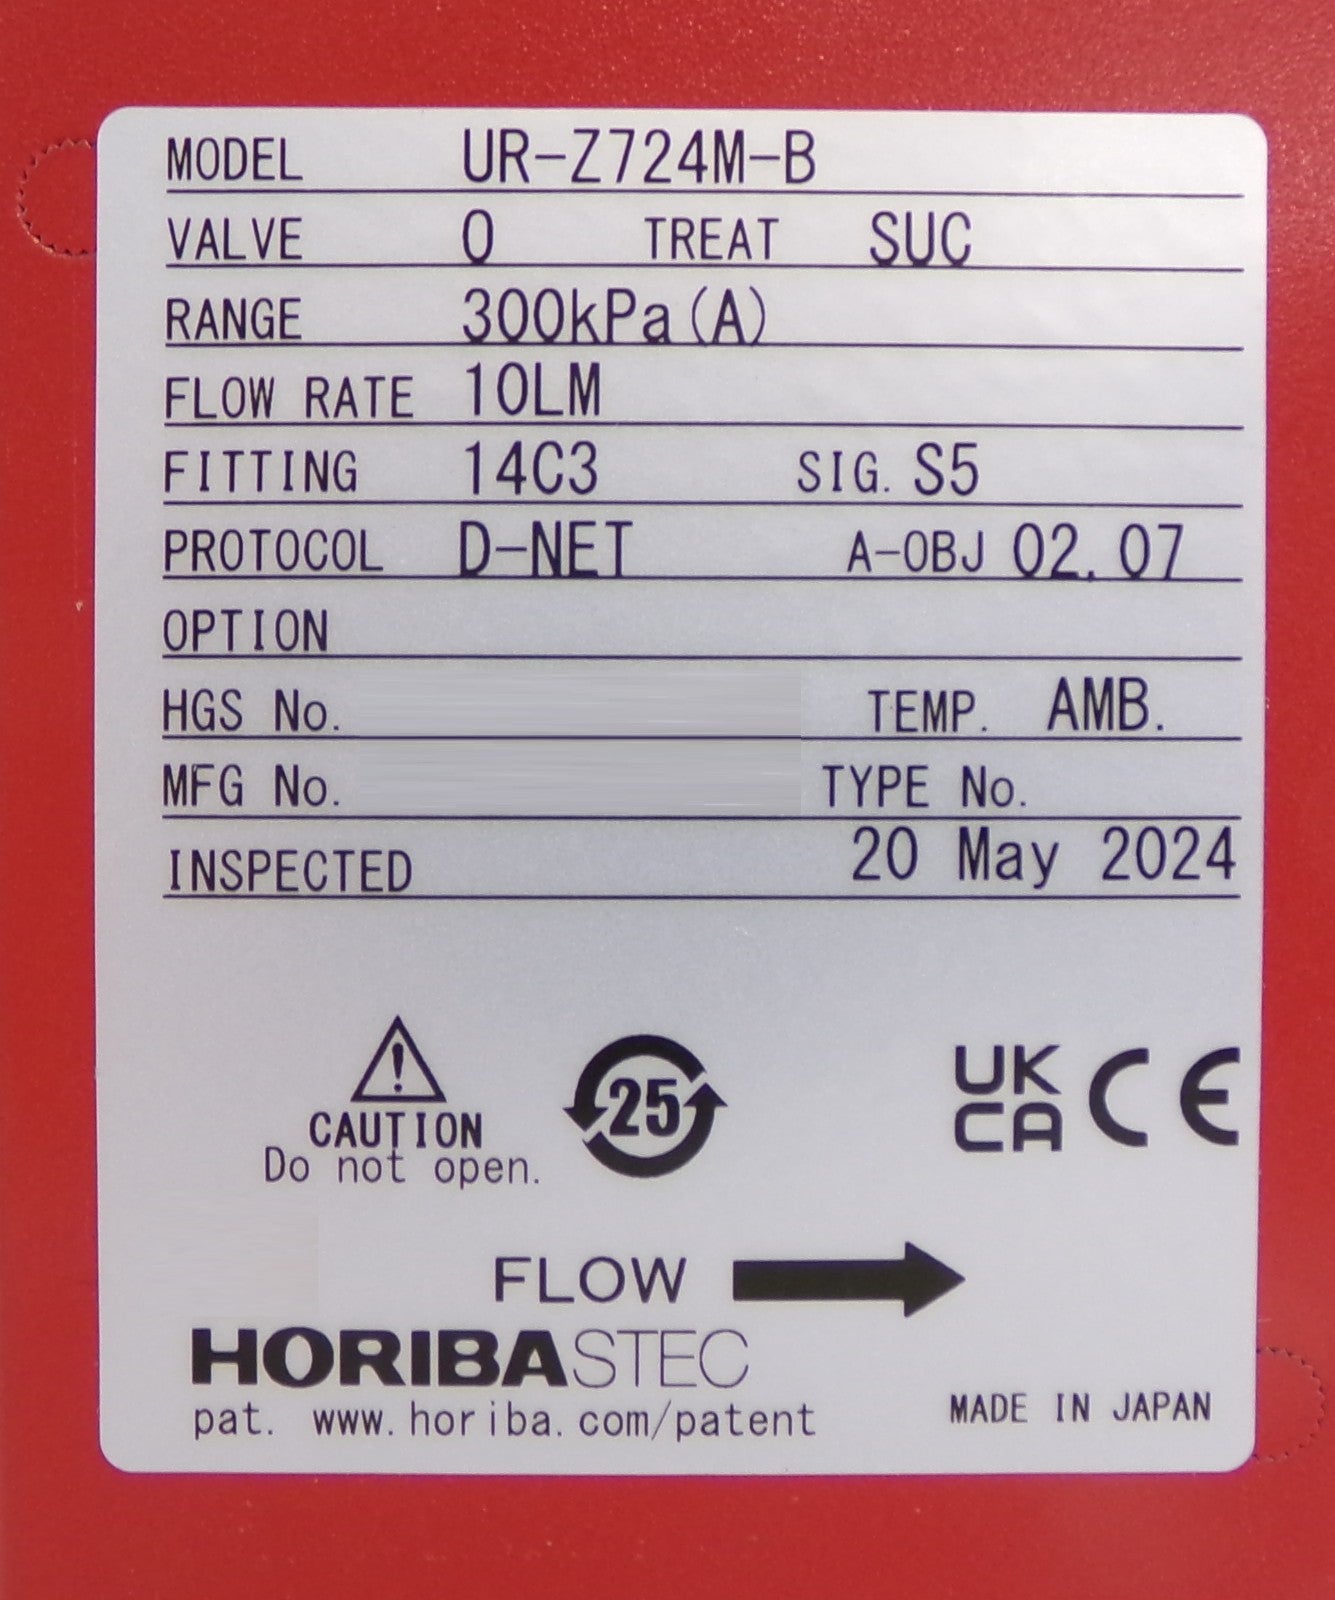 MODEL UR-Z724M-B
VALVE O TREAT SUC
RANGE 300kPa(A)
FLOW RATE 10LM
FITTING 14C3 SIG. S5
PROTOCOL D-NET A-OBJ 02.07
OPTION
HGS No. TEMP. AMB.
MFG No. TYPE No.
INSPECTED 20 May 2024
25
UK
CA CE
CAUTION
Do not open.
FLOW
HORIBASTEC
pat. www.horiba.com/patent
MADE IN JAPAN